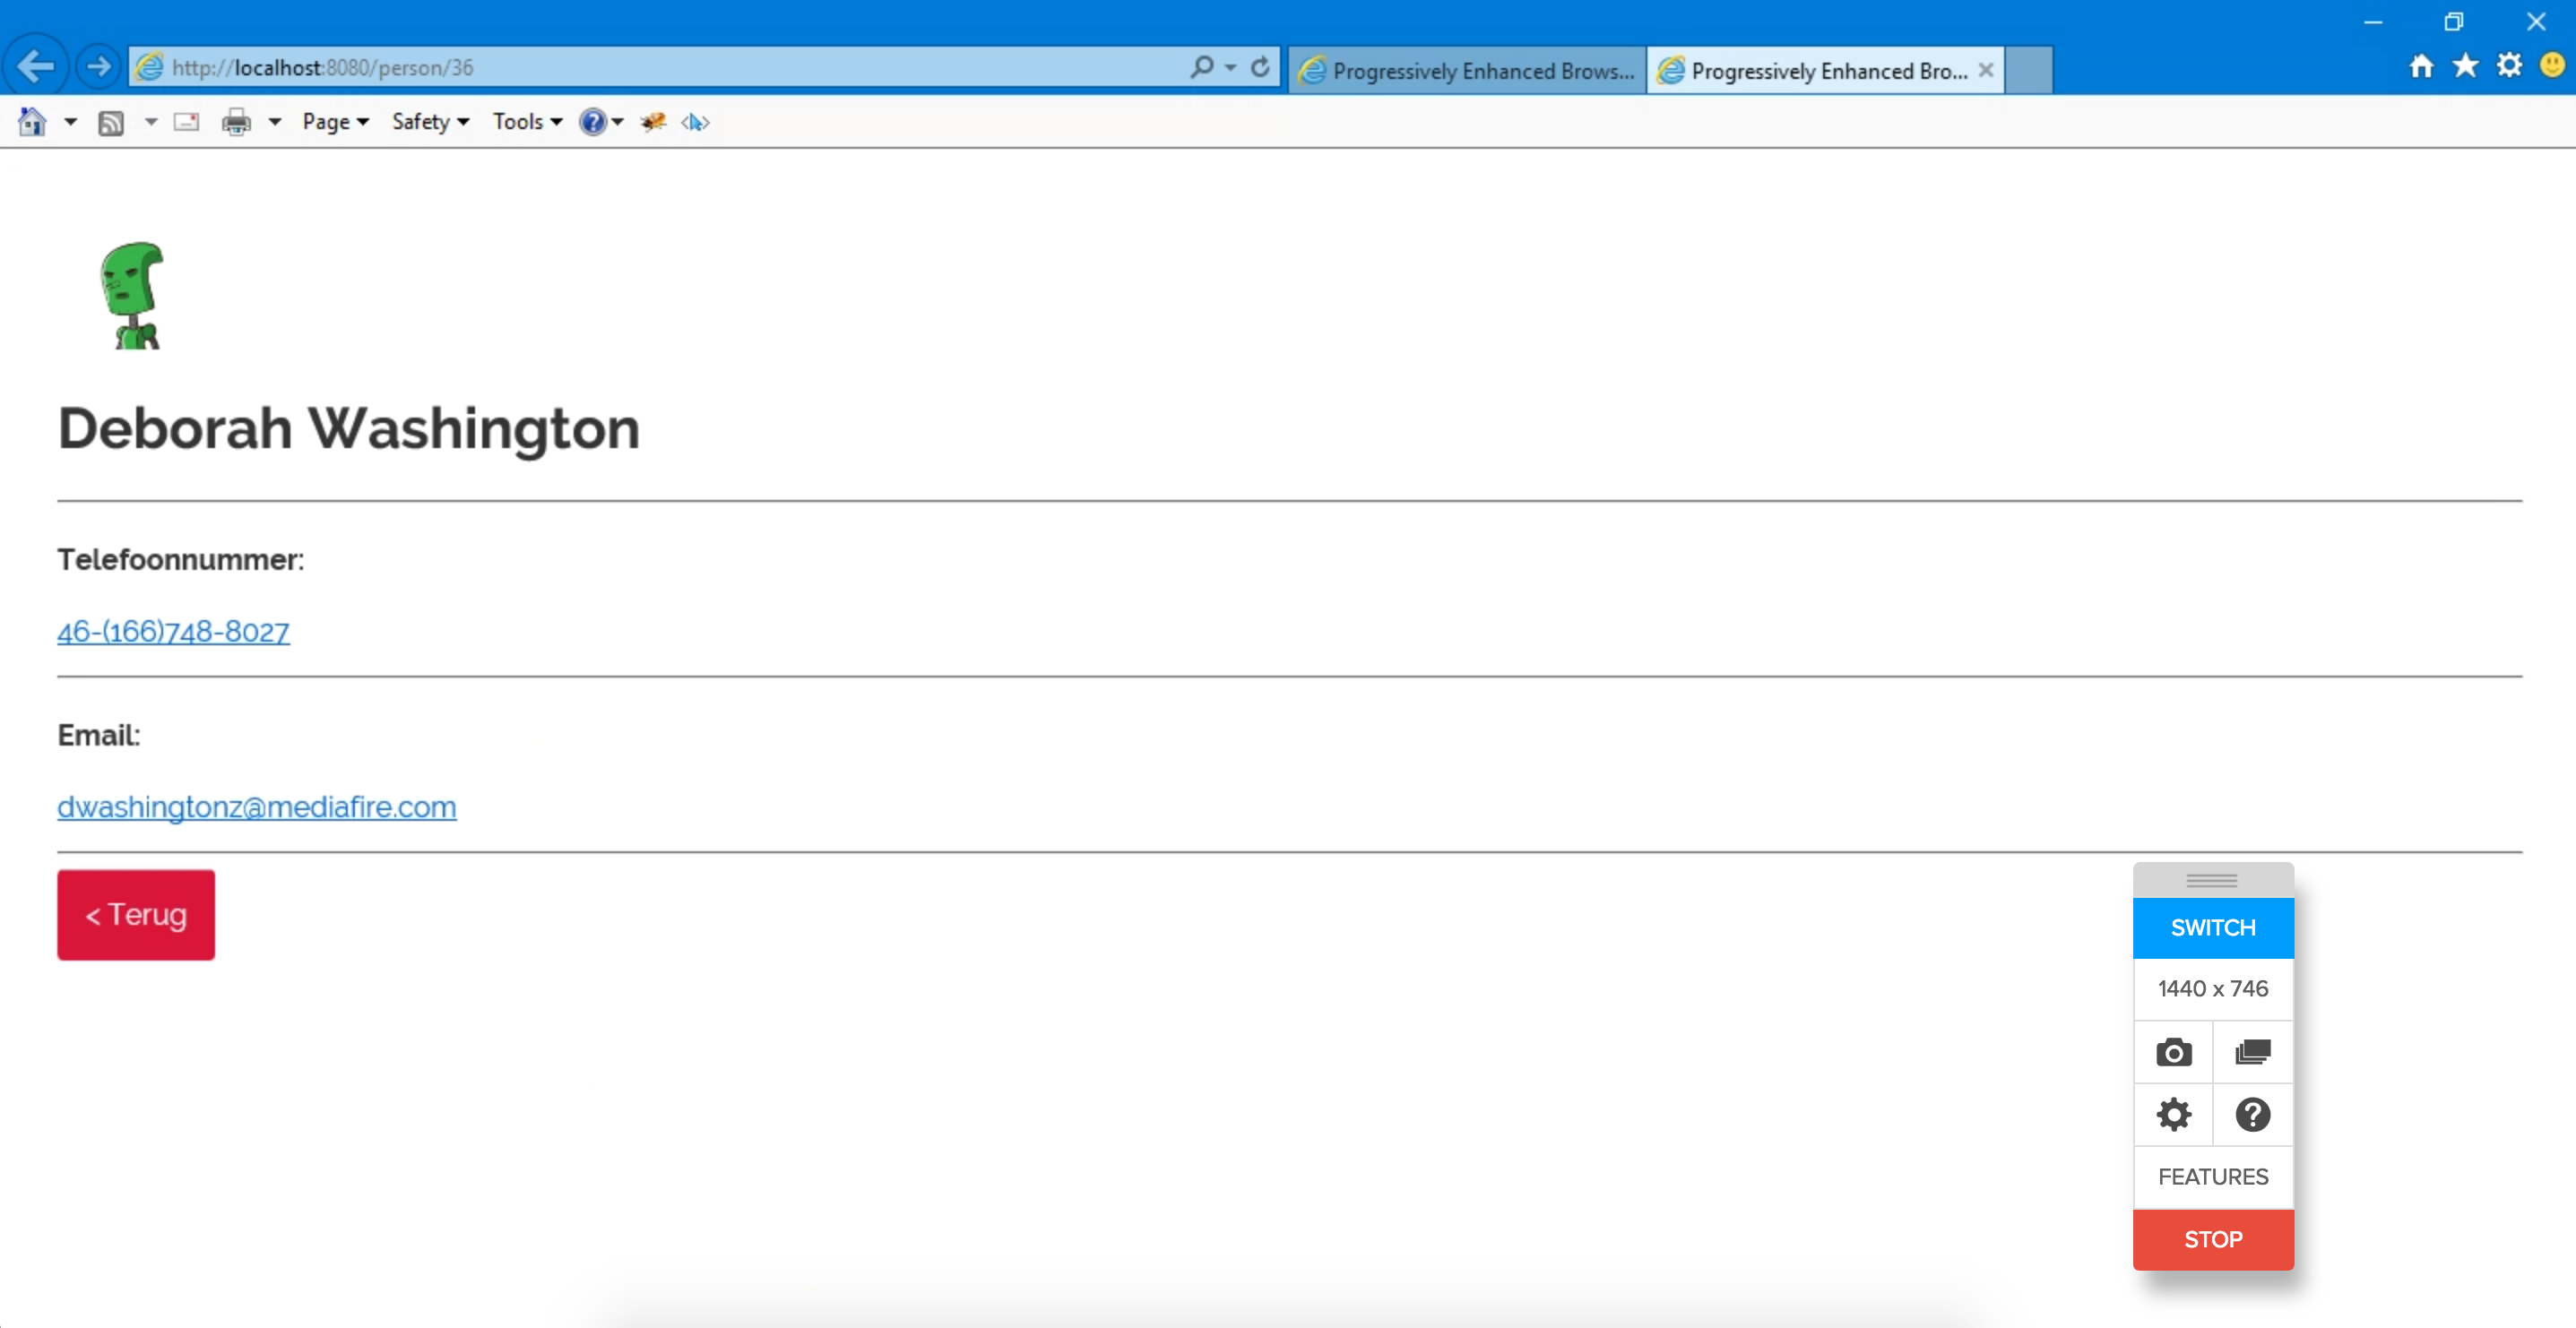 http://localhost:8080/person/36
Progressively Enhanced Brows...
Progressively Enhanced Bro...
Page
Safety
Tools
Deborah Washington
Telefoonnummer:
46-(166)748-8027
Email:
dwashingtonz@mediafire.com
< Terug
SWITCH
1440 x 746
FEATURES
STOP